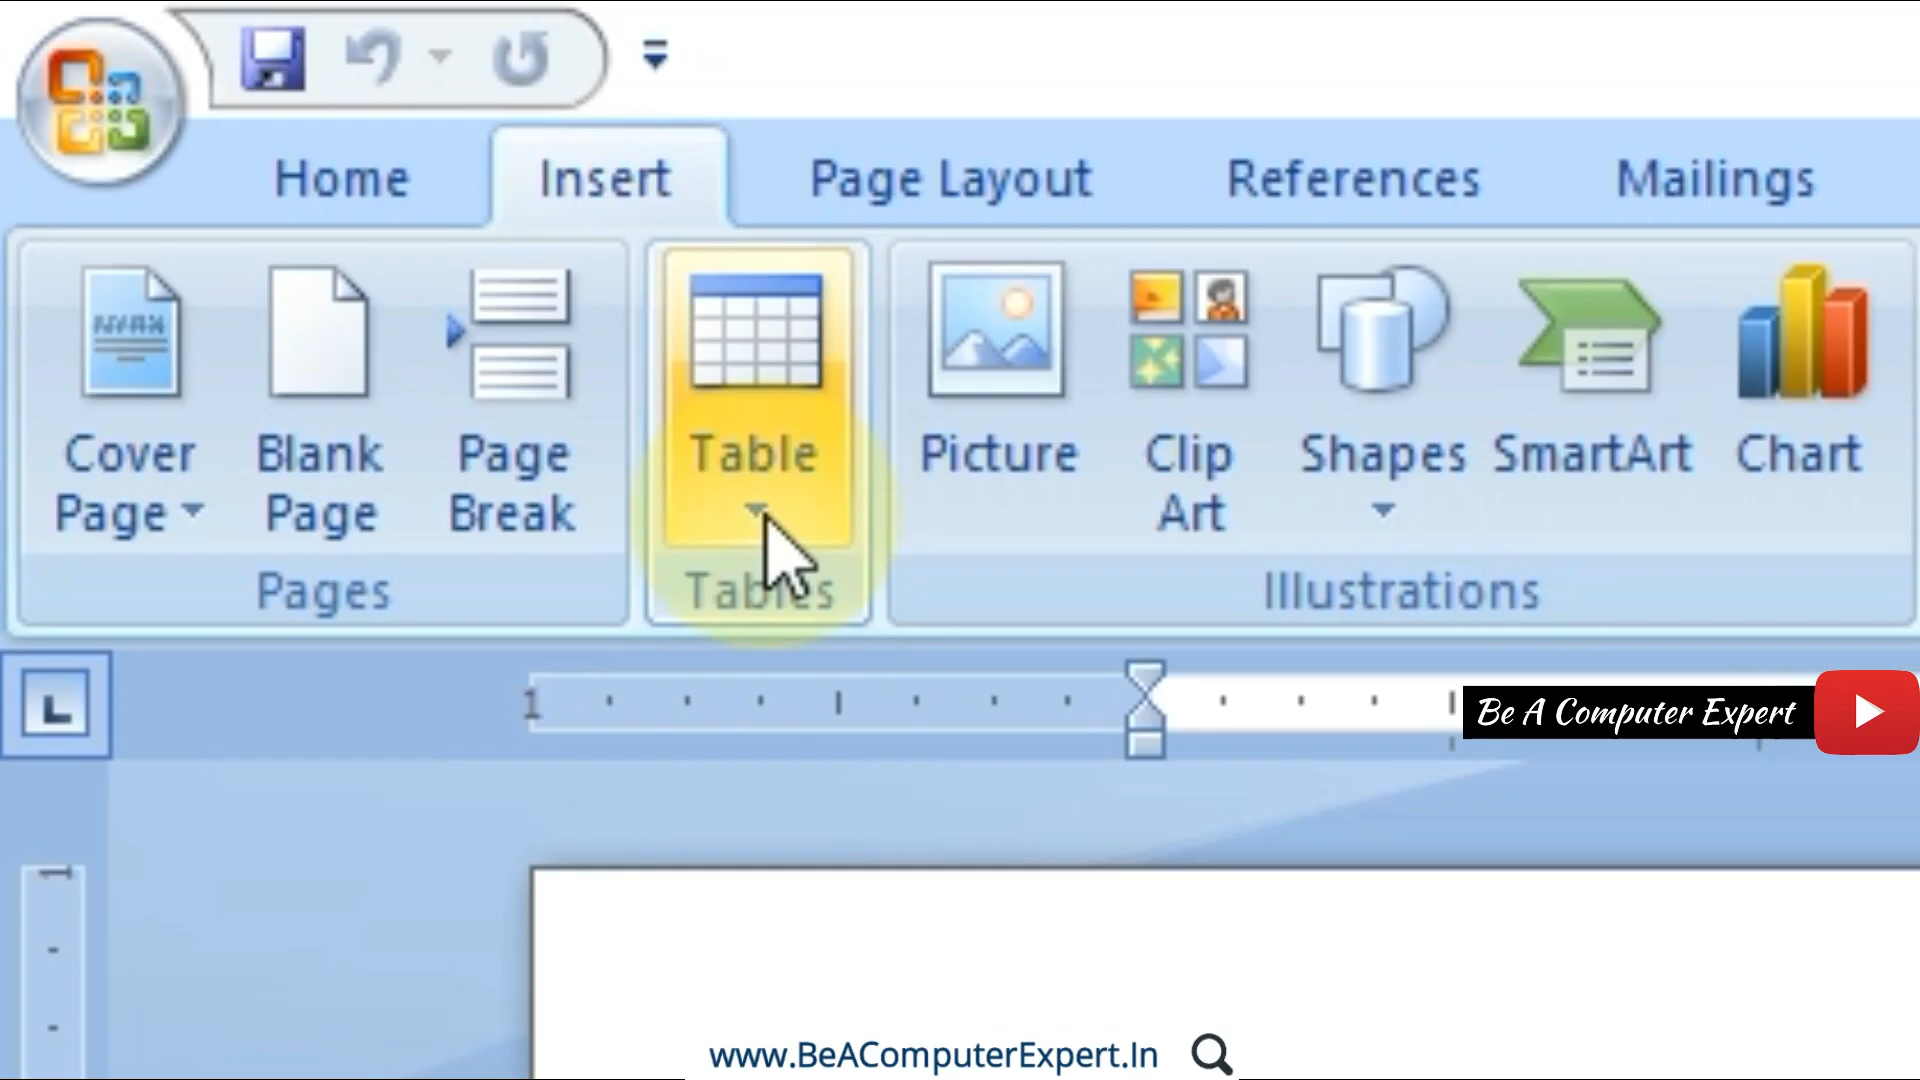 Home
Insert
Page Layout
References
Mailings
Cover
Page
Blank
Page
Page
Break
Table
Picture
Clip
Art
Shapes
SmartArt
Chart
Pages
Tables
Illustrations
1
Be A Computer Expert
1
www.BeAComputerExpert.In